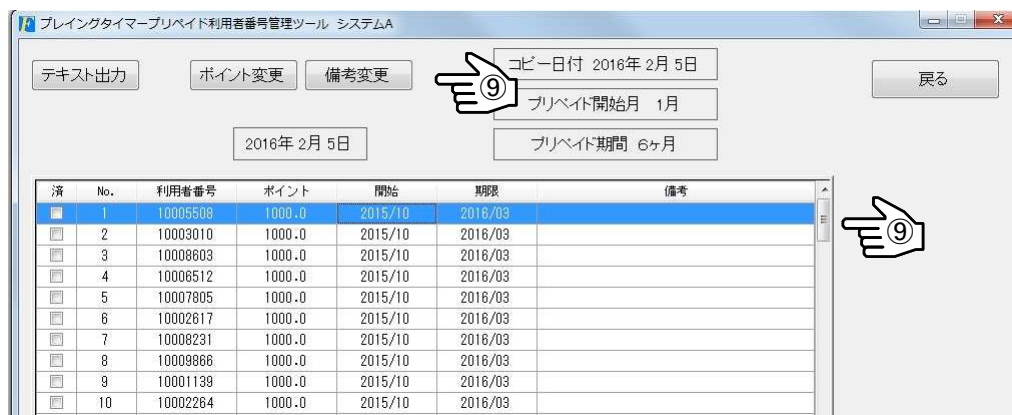 プレイングタイマープリペイド利用者番号管理ツール システムA
テキスト出力 ポイント変更 備考変更 ⑨ コピー日付 2016年 2月 5日 戻る
プリペイド開始月 1月
2016年 2月 5日 プリペイド期間 6ヶ月
済 No. 利用者番号 ポイント 開始 期限 備考
1 10005508 1000.0 2015/10 2016/03 ⑨
2 10003010 1000.0 2015/10 2016/03
3 10008603 1000.0 2015/10 2016/03
4 10006512 1000.0 2015/10 2016/03
5 10007805 1000.0 2015/10 2016/03
6 10002617 1000.0 2015/10 2016/03
7 10008231 1000.0 2015/10 2016/03
8 10009866 1000.0 2015/10 2016/03
9 10001139 1000.0 2015/10 2016/03
10 10002264 1000.0 2015/10 2016/03